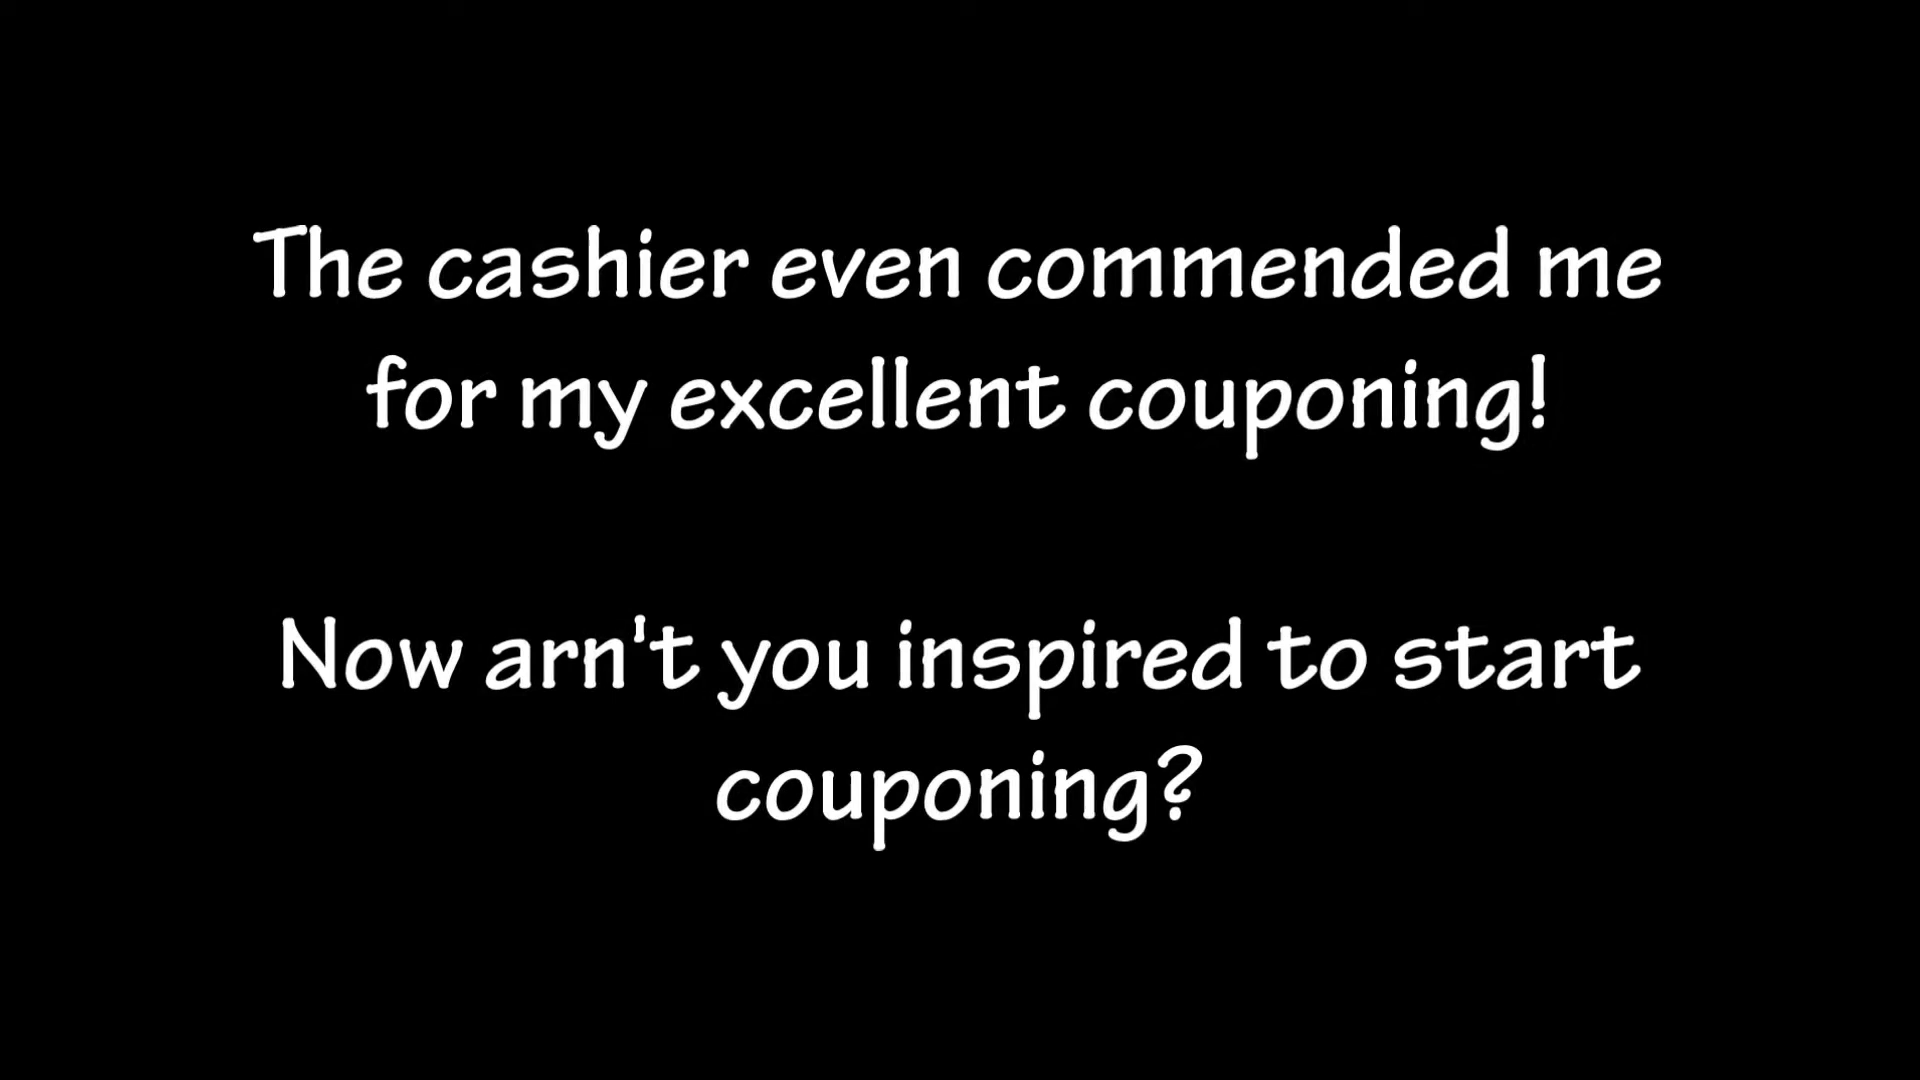 The cashier even commended me
for my excellent couponing!
Now arn't you inspired to start
couponing?